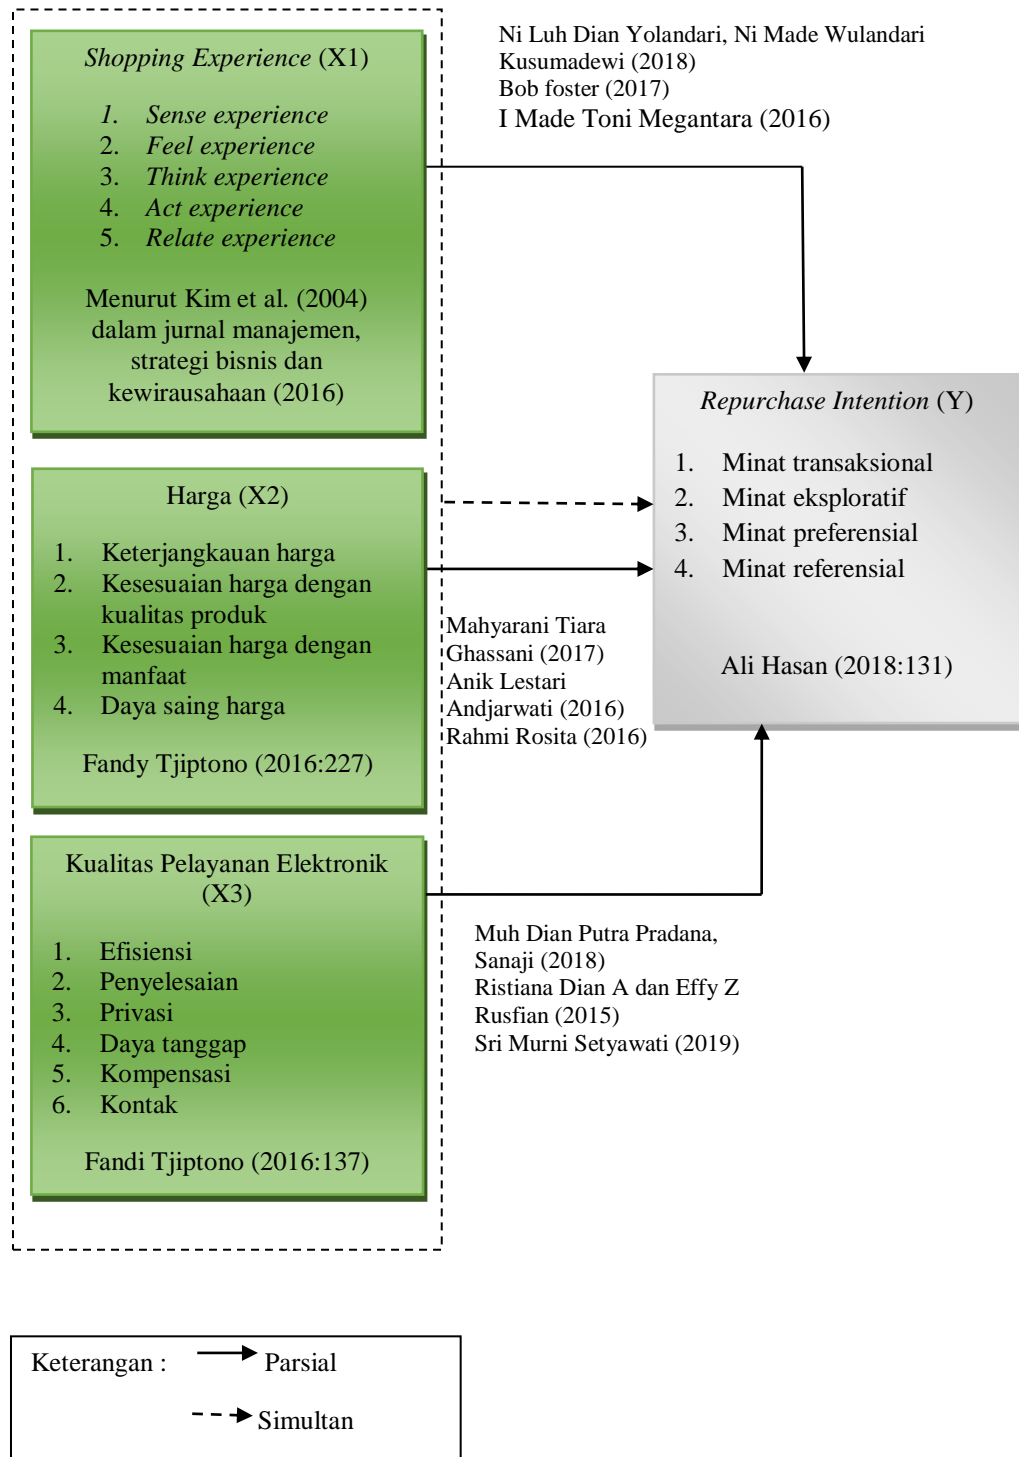 Shopping Experience (X1)
1. Sense experience
2. Feel experience
3. Think experience
4. Act experience
5. Relate experience
Menurut Kim et al. (2004)
dalam jurnal manajemen,
strategi bisnis dan
kewirausahaan (2016)
Ni Luh Dian Yolandari, Ni Made Wulandari
Kusumadewi (2018)
Bob foster (2017)
I Made Toni Megantara (2016)
Harga (X2)
1. Keterjangkauan harga
2. Kesesuaian harga dengan
kualitas produk
3. Kesesuaian harga dengan
manfaat
4. Daya saing harga
Fandy Tjiptono (2016:227)
Repurchase Intention (Y)
1. Minat transaksional
2. Minat eksploratif
3. Minat preferensial
4. Minat referensial
Ali Hasan (2018:131)
Mahyarani Tiara
Ghassani (2017)
Anik Lestari
Andjarwati (2016)
Rahmi Rosita (2016)
Kualitas Pelayanan Elektronik
(X3)
1. Efisiensi
2. Penyelesaian
3. Privasi
4. Daya tanggap
5. Kompensasi
6. Kontak
Fandi Tjiptono (2016:137)
Muh Dian Putra Pradana,
Sanaji (2018)
Ristiana Dian A dan Effy Z
Rusfian (2015)
Sri Murni Setyawati (2019)
Keterangan : Parsial
Simultan